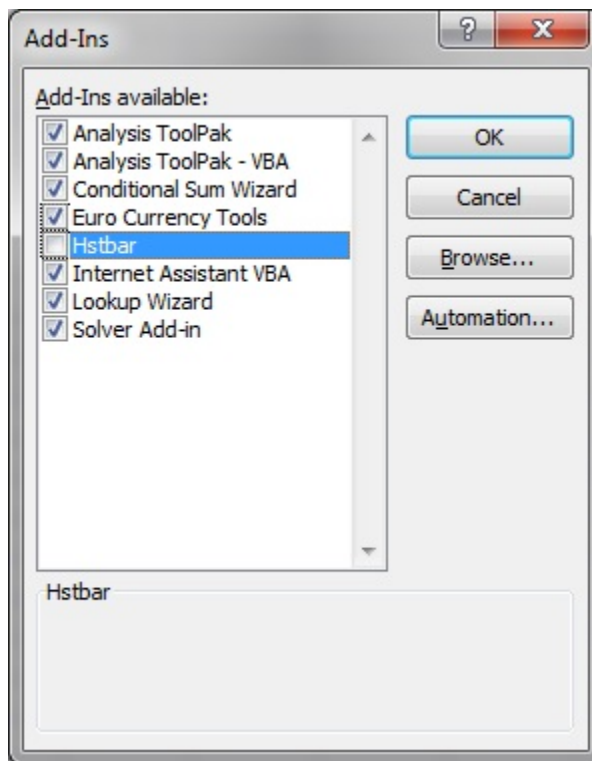 Add-Ins
Add-Ins available:
Analysis ToolPak
Analysis ToolPak - VBA
Conditional Sum Wizard
Euro Currency Tools
Hstbar
Internet Assistant VBA
Lookup Wizard
Solver Add-in
OK
Cancel
Browse...
Automation...
Hstbar